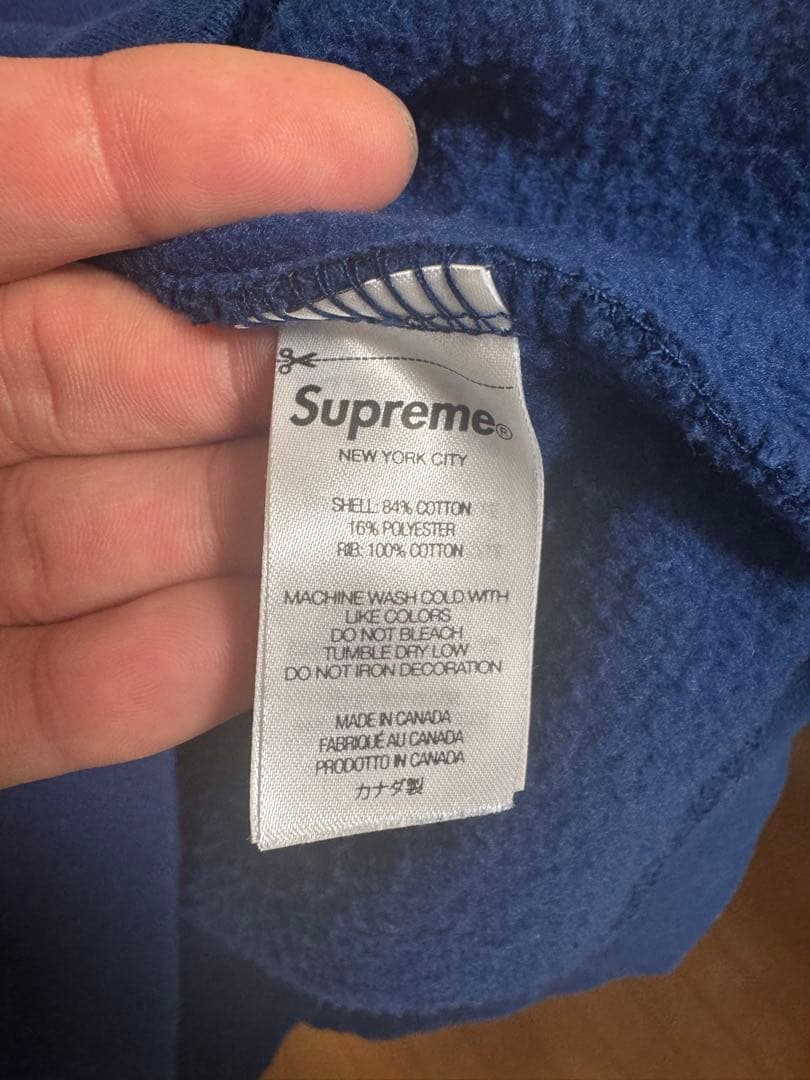 Supreme®
NEW YORK CITY
SHELL: 84% COTTON
16% POLYESTER
RIB: 100% COTTON
MACHINE WASH COLD WITH
LIKE COLORS
DO NOT BLEACH
TUMBLE DRY LOW
DO NOT IRON DECORATION
MADE IN CANADA
FABRIQUÉ AU CANADA
PRODOTTO IN CANADA
カナダ製